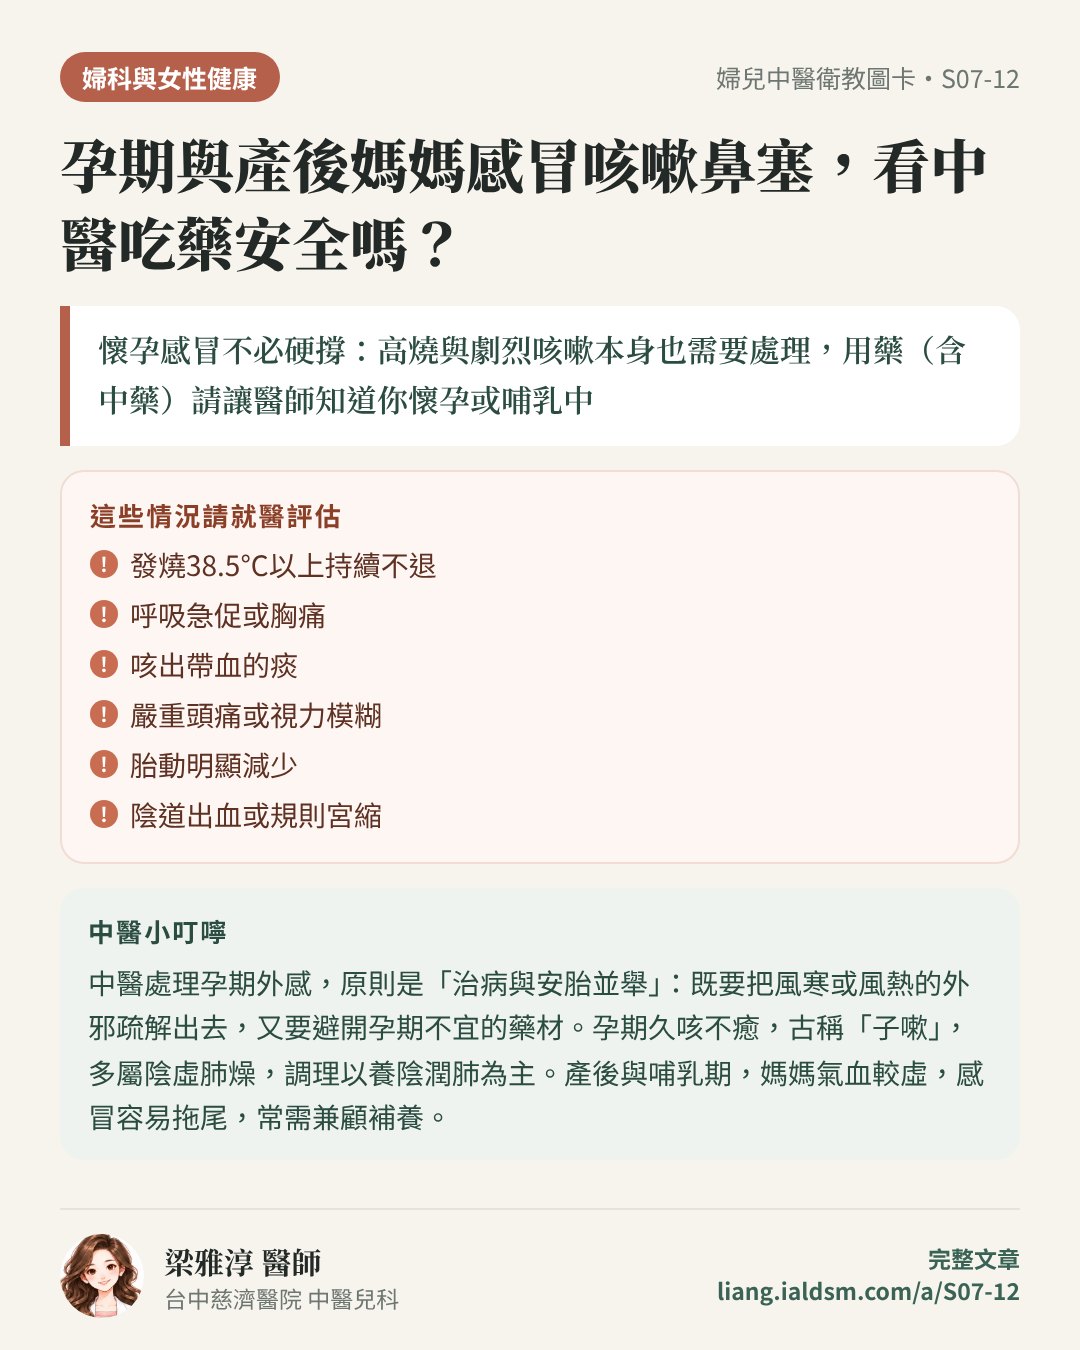 婦科與女性健康
婦兒中醫衛教圖卡・S07-12
孕期與產後媽媽感冒咳嗽鼻塞，看中
醫吃藥安全嗎？
懷孕感冒不必硬撐：高燒與劇烈咳嗽本身也需要處理，用藥（含
中藥）請讓醫師知道你懷孕或哺乳中
這些情況請就醫評估
! 發燒38.5°C以上持續不退
! 呼吸急促或胸痛
! 咳出帶血的痰
! 嚴重頭痛或視力模糊
! 胎動明顯減少
! 陰道出血或規則宮縮
中醫小叮嚀
中醫處理孕期外感，原則是「治病與安胎並舉」：既要把風寒或風熱的外
邪疏解出去，又要避開孕期不宜的藥材。孕期久咳不癒，古稱「子嗽」，
多屬陰虛肺燥，調理以養陰潤肺為主。產後與哺乳期，媽媽氣血較虛，感
冒容易拖尾，常需兼顧補養。
梁雅淳 醫師
台中慈濟醫院 中醫兒科
完整文章
liang.ialdsm.com/a/S07-12